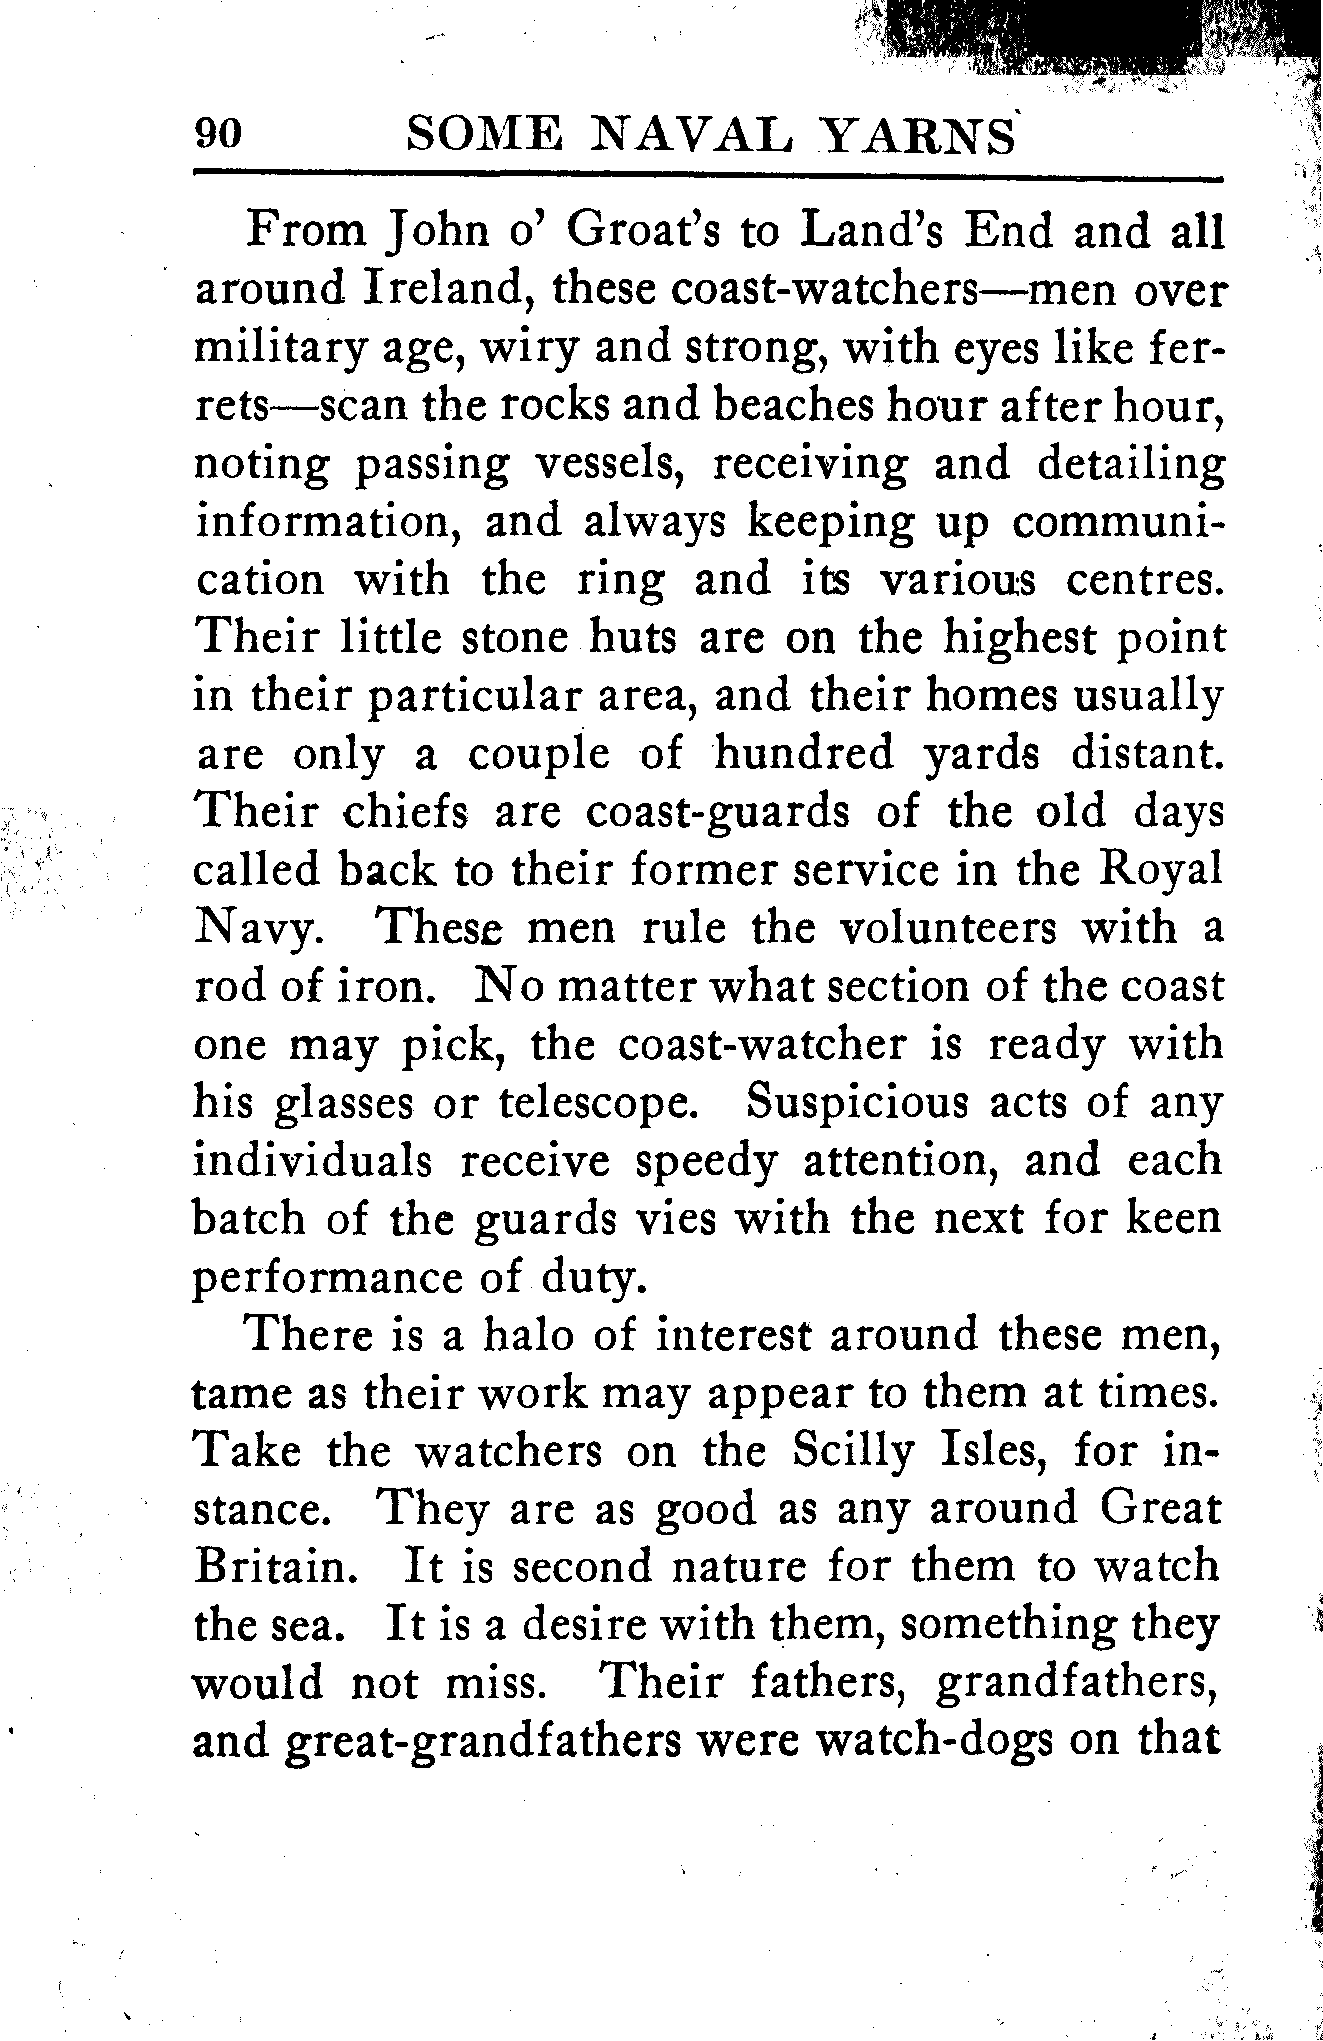 90 SOME NAVAL YARNS
From John o' Groat's to Land's End and all
around Ireland, these coast-watchers—men over
military age, wiry and strong, with eyes like fer-
rets—scan the rocks and beaches hour after hour,
noting passing vessels, receiving and detailing
information, and always keeping up communi-
cation with the ring and its various centres.
Their little stone huts are on the highest point
in their particular area, and their homes usually
are only a couple of hundred yards distant.
Their chiefs are coast-guards of the old days
called back to their former service in the Royal
Navy. These men rule the volunteers with a
rod of iron. No matter what section of the coast
one may pick, the coast-watcher is ready with
his glasses or telescope. Suspicious acts of any
individuals receive speedy attention, and each
batch of the guards vies with the next for keen
performance of duty.
There is a halo of interest around these men,
tame as their work may appear to them at times.
Take the watchers on the Scilly Isles, for in-
stance. They are as good as any around Great
Britain. It is second nature for them to watch
the sea. It is a desire with them, something they
would not miss. Their fathers, grandfathers,
and great-grandfathers were watch-dogs on that